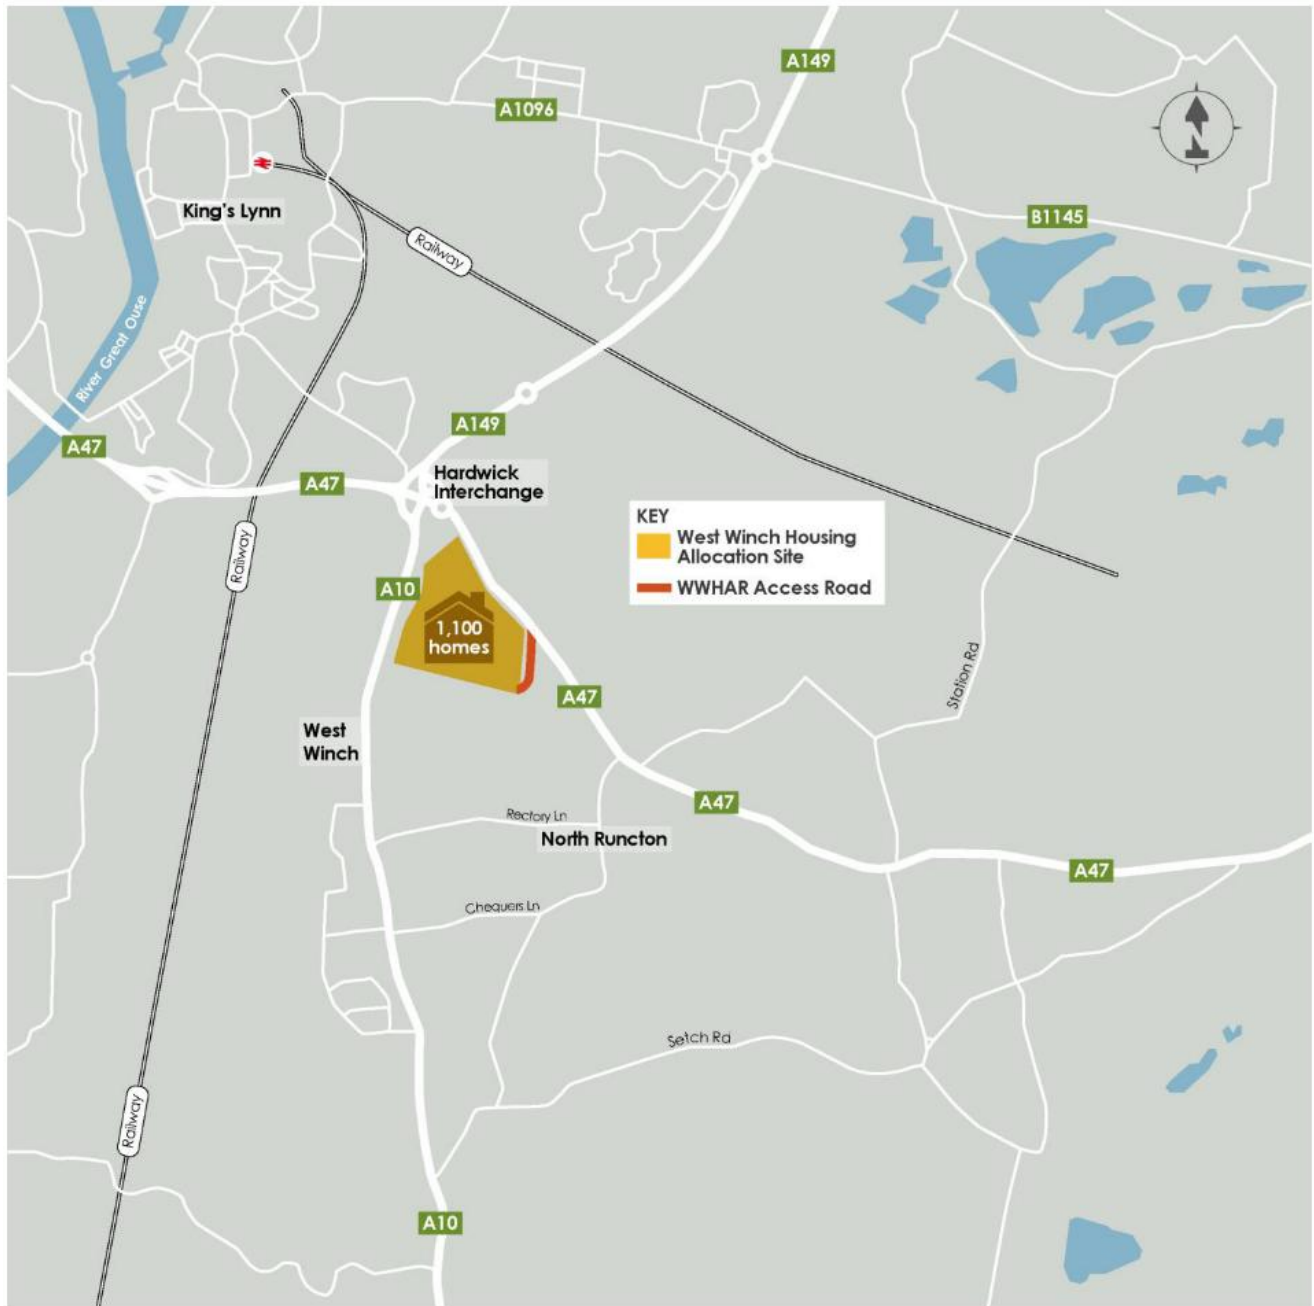 A149
A1096
N
King's Lynn
B1145
Railway
River Great Ouse
A149
A47
A47
Hardwick
Interchange
KEY
West Winch Housing
Allocation Site
WWHAR Access Road
Railway
A10
1,100
homes
Station Rd
A47
West
Winch
A47
Rectory Ln
North Runcton
A47
Chequers Ln
Setch Rd
Railway
A10